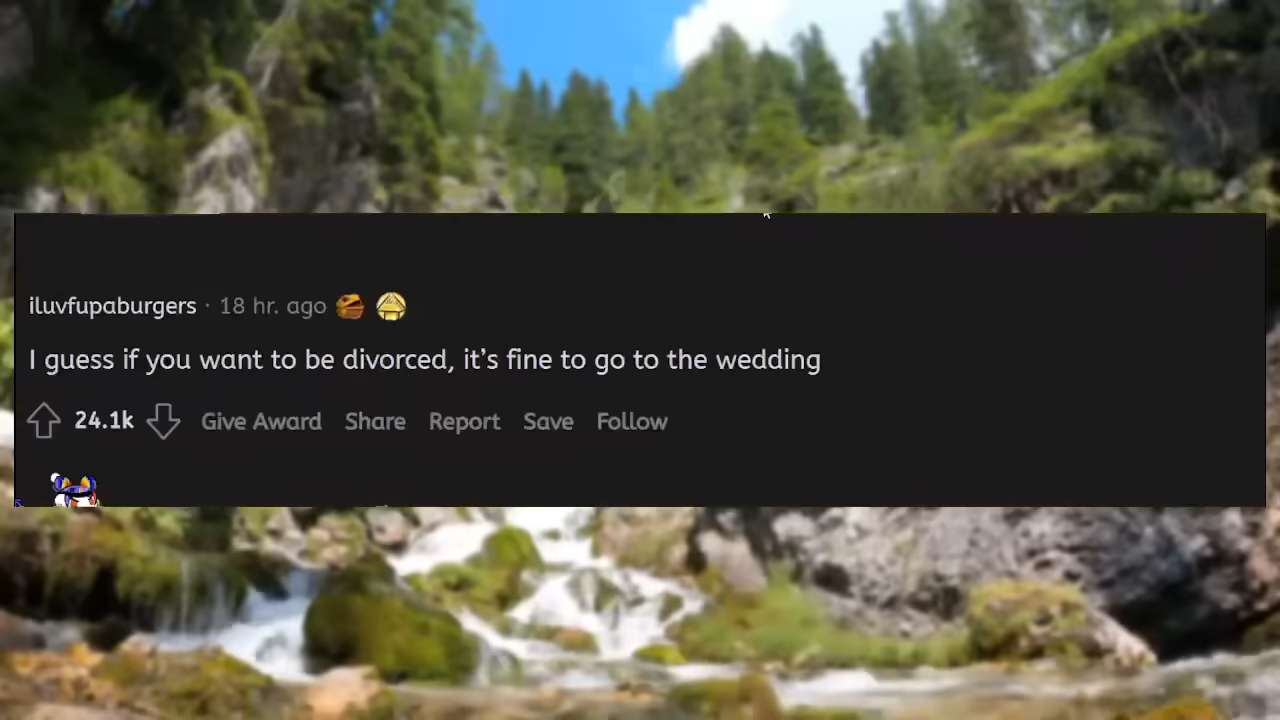 iluvfupaburgers · 18 hr. ago
I guess if you want to be divorced, it’s fine to go to the wedding
24.1k Give Award Share Report Save Follow